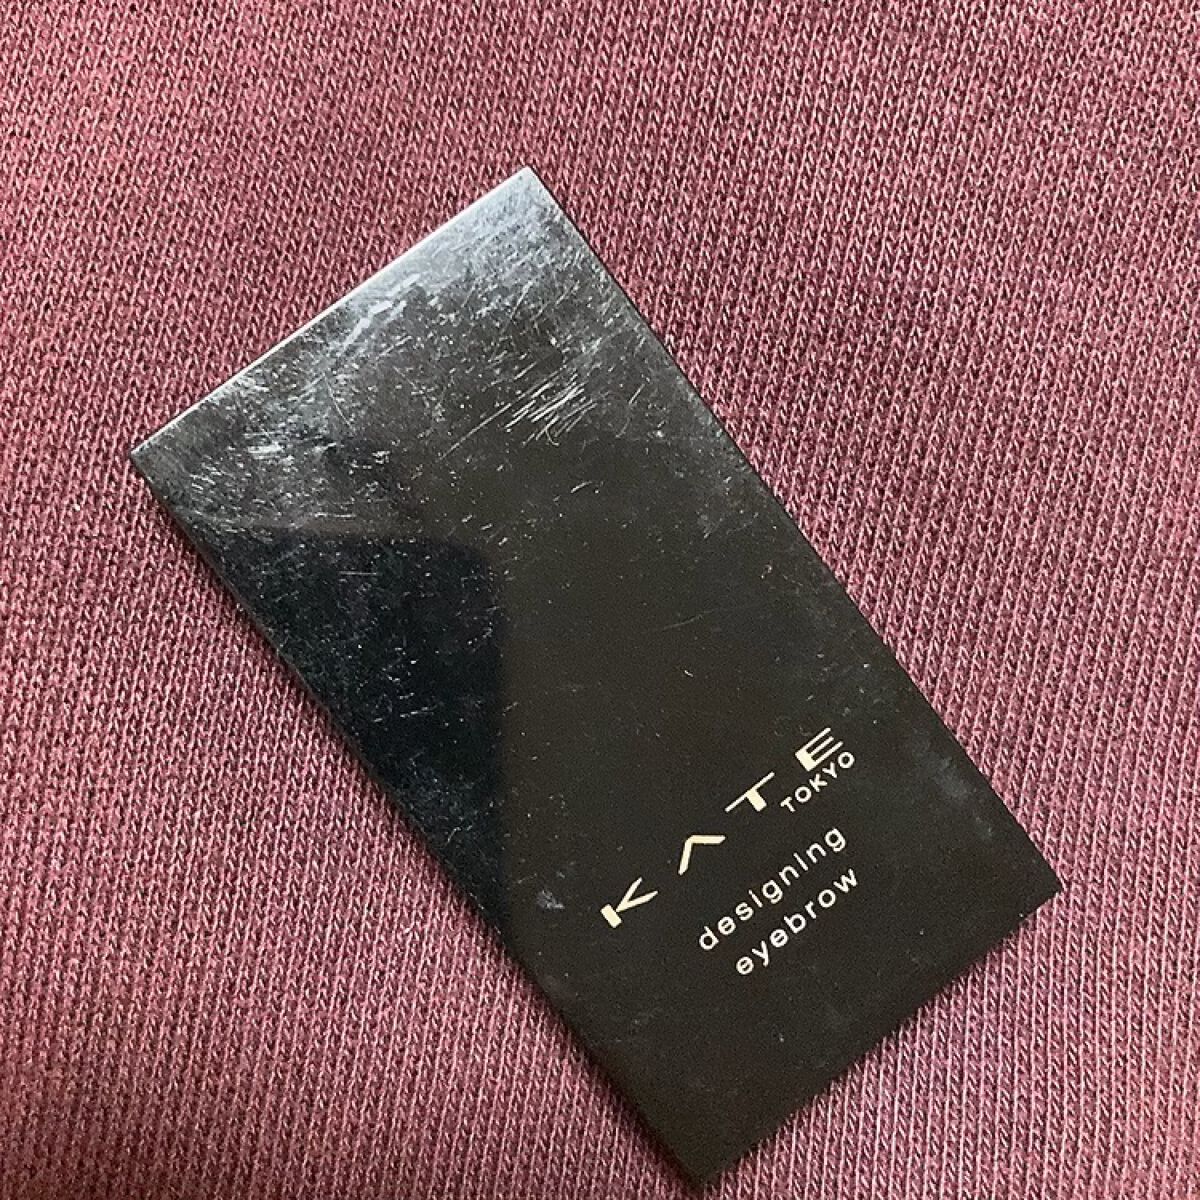 KATE
TOKYO
designing
eyebrow